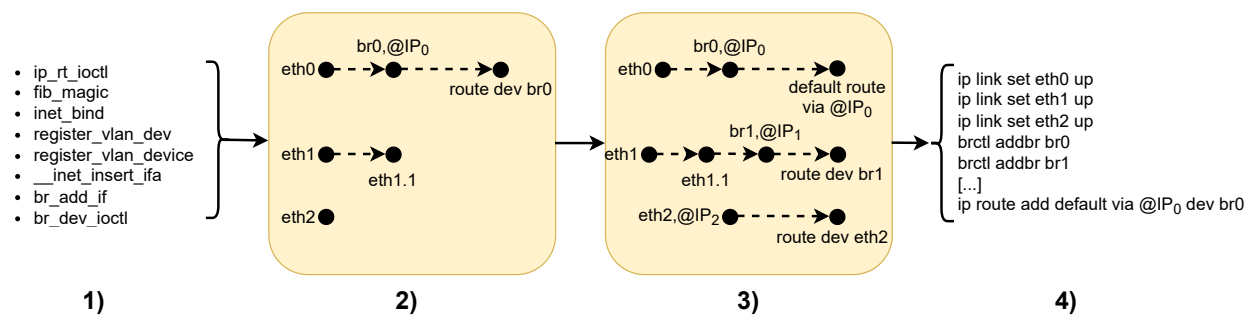 • ip_rt_ioctl
• fib_magic
• inet_bind
• register_vlan_dev
• register_vlan_device
• __inet_insert_ifa
• br_add_if
• br_dev_ioctl
1)
br0,@IP₀
eth0
route dev br0
eth1
eth1.1
eth2
2)
br0,@IP₀
eth0
default route
via @IP₀
br1,@IP₁
eth1
eth1.1
route dev br1
eth2,@IP₂
route dev eth2
3)
ip link set eth0 up
ip link set eth1 up
ip link set eth2 up
brctl addbr br0
brctl addbr br1
[...]
ip route add default via @IP₀ dev br0
4)